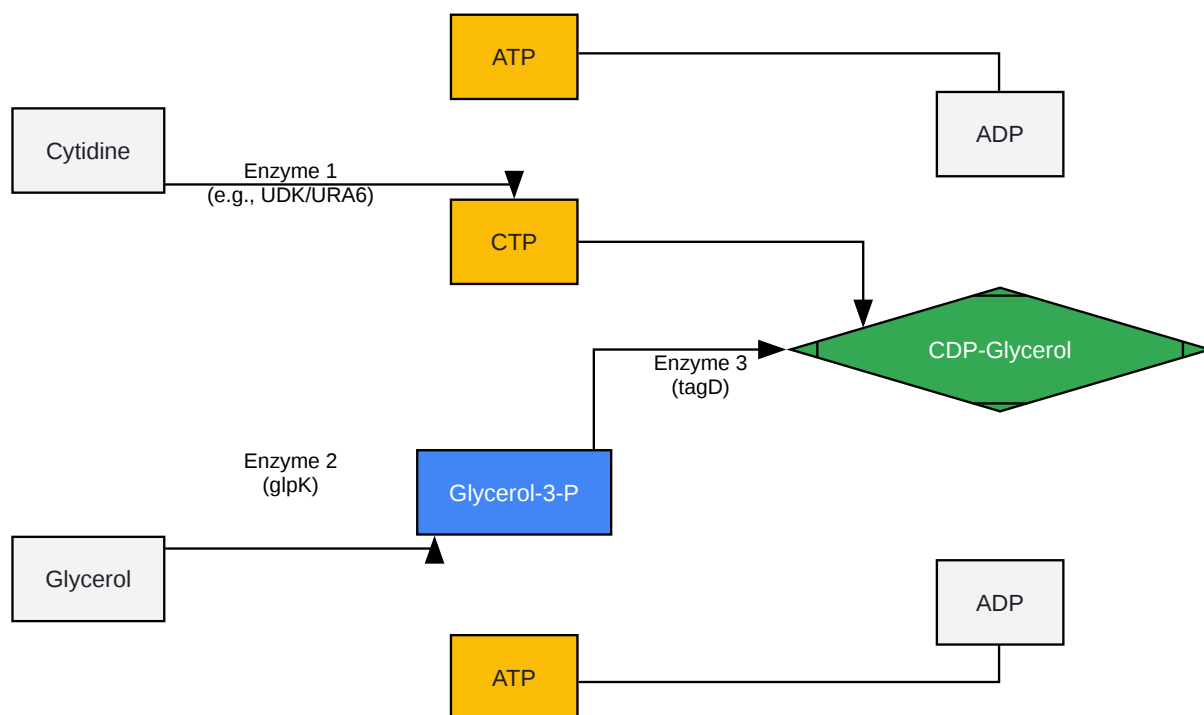 ATP
ADP
Cytidine
Enzyme 1
(e.g., UDK/URA6)
CTP
CDP-Glycerol
Enzyme 3
(tagD)
Enzyme 2
(glpK)
Glycerol-3-P
Glycerol
ADP
ATP